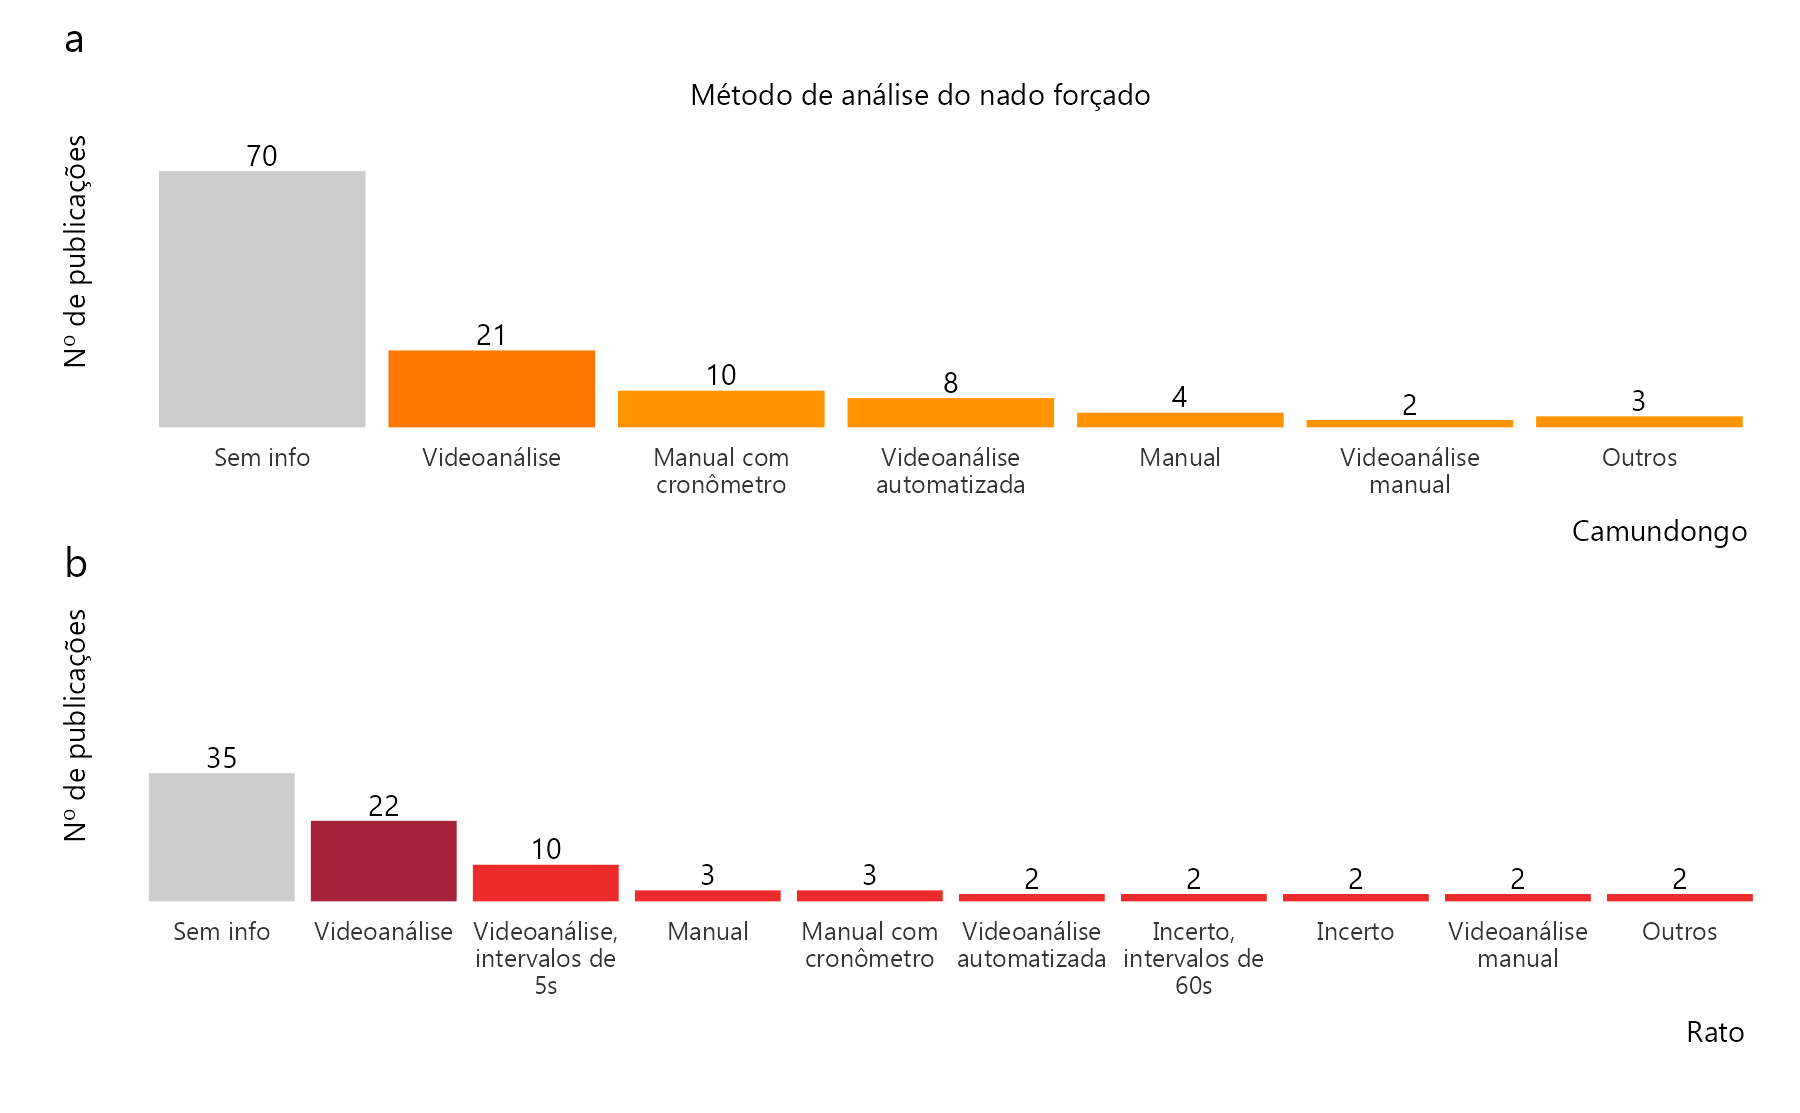 a
Método de análise do nado forçado
Nº de publicações
70
21
10
8
4
2
3
Sem info
Videoanálise
Manual com
cronômetro
Videoanálise
automatizada
Manual
Videoanálise
manual
Outros
Camundongo
b
Nº de publicações
35
22
10
3
3
2
2
2
2
2
Sem info
Videoanálise
Videoanálise,
intervalos de
5s
Manual
Manual com
cronômetro
Videoanálise
automatizada
Incerto,
intervalos de
60s
Incerto
Videoanálise
manual
Outros
Rato